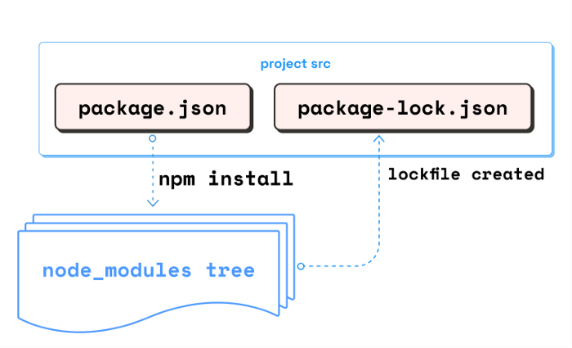 project src
package.json
package-lock.json
npm install
lockfile created
node_modules tree